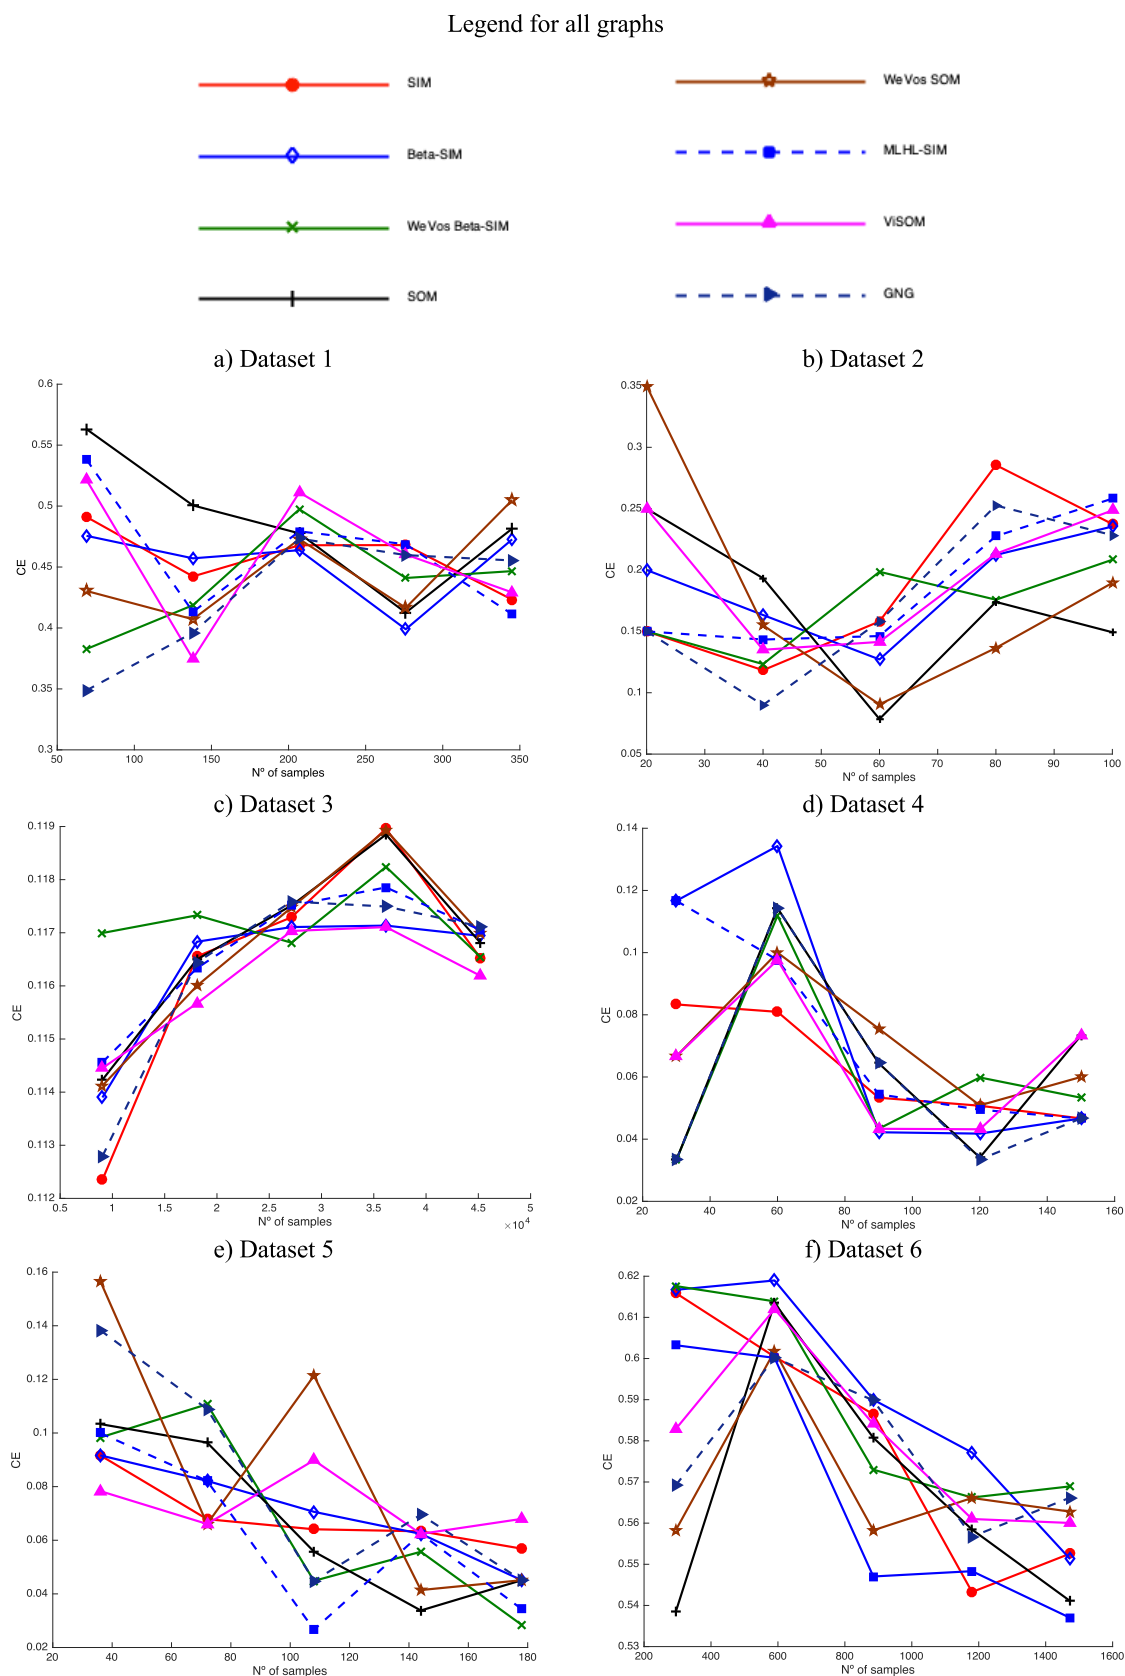 Legend for all graphs
SIM
WeVos SOM
Beta-SIM
MLHL-SIM
WeVos Beta-SIM
ViSOM
SOM
GNG
a) Dataset 1
0.6
0.55
0.5
0.45
0.4
0.35
0.3
CE
50 100 150 200 250 300 350
Nº of samples
b) Dataset 2
0.35
0.3
0.25
0.2
0.15
0.1
0.05
CE
20 30 40 50 60 70 80 90 100
Nº of samples
c) Dataset 3
0.119
0.118
0.117
0.116
0.115
0.114
0.113
0.112
CE
0.5 1 1.5 2 2.5 3 3.5 4 4.5 5
Nº of samples
×10⁴
d) Dataset 4
0.14
0.12
0.1
0.08
0.06
0.04
0.02
CE
20 40 60 80 100 120 140 160
Nº of samples
e) Dataset 5
0.16
0.14
0.12
0.1
0.08
0.06
0.04
0.02
CE
20 40 60 80 100 120 140 160 180
Nº of samples
f) Dataset 6
0.62
0.61
0.6
0.59
0.58
0.57
0.56
0.55
0.54
0.53
CE
200 400 600 800 1000 1200 1400 1600
Nº of samples